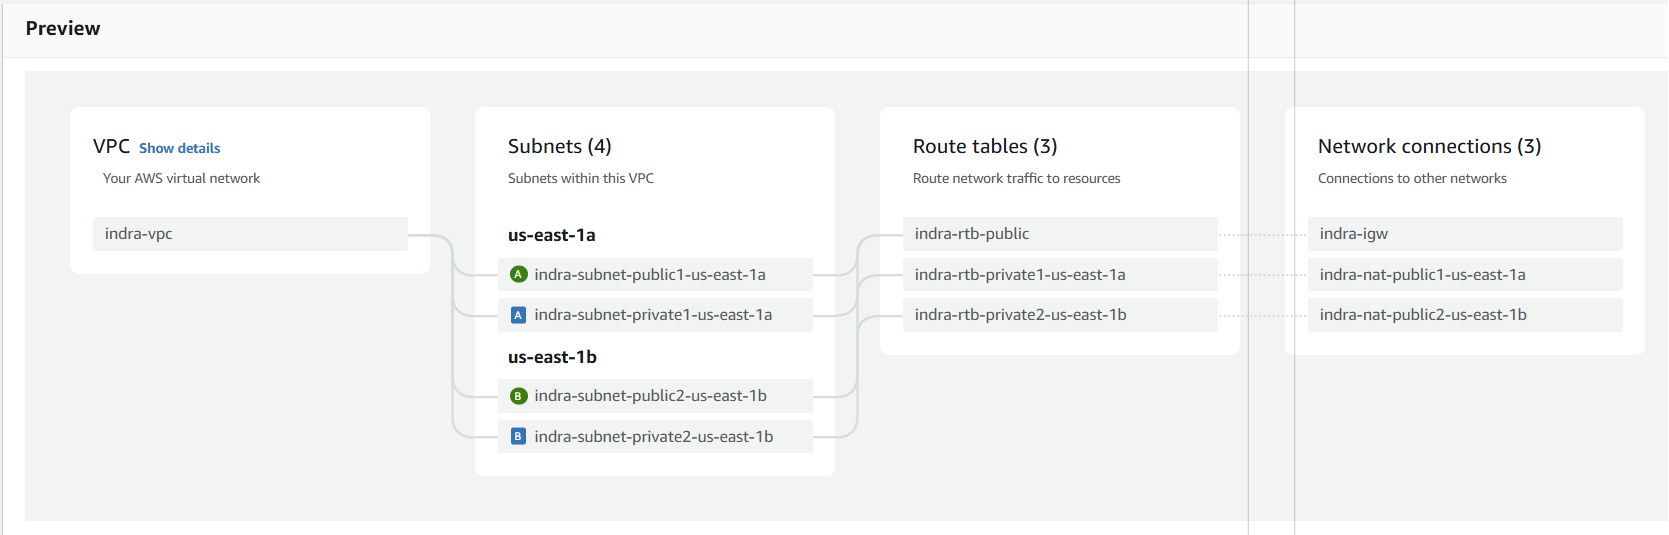 Preview
VPC Show details
Your AWS virtual network
indra-vpc
Subnets (4)
Subnets within this VPC
us-east-1a
A indra-subnet-public1-us-east-1a
A indra-subnet-private1-us-east-1a
us-east-1b
B indra-subnet-public2-us-east-1b
B indra-subnet-private2-us-east-1b
Route tables (3)
Route network traffic to resources
indra-rtb-public
indra-rtb-private1-us-east-1a
indra-rtb-private2-us-east-1b
Network connections (3)
Connections to other networks
indra-igw
indra-nat-public1-us-east-1a
indra-nat-public2-us-east-1b